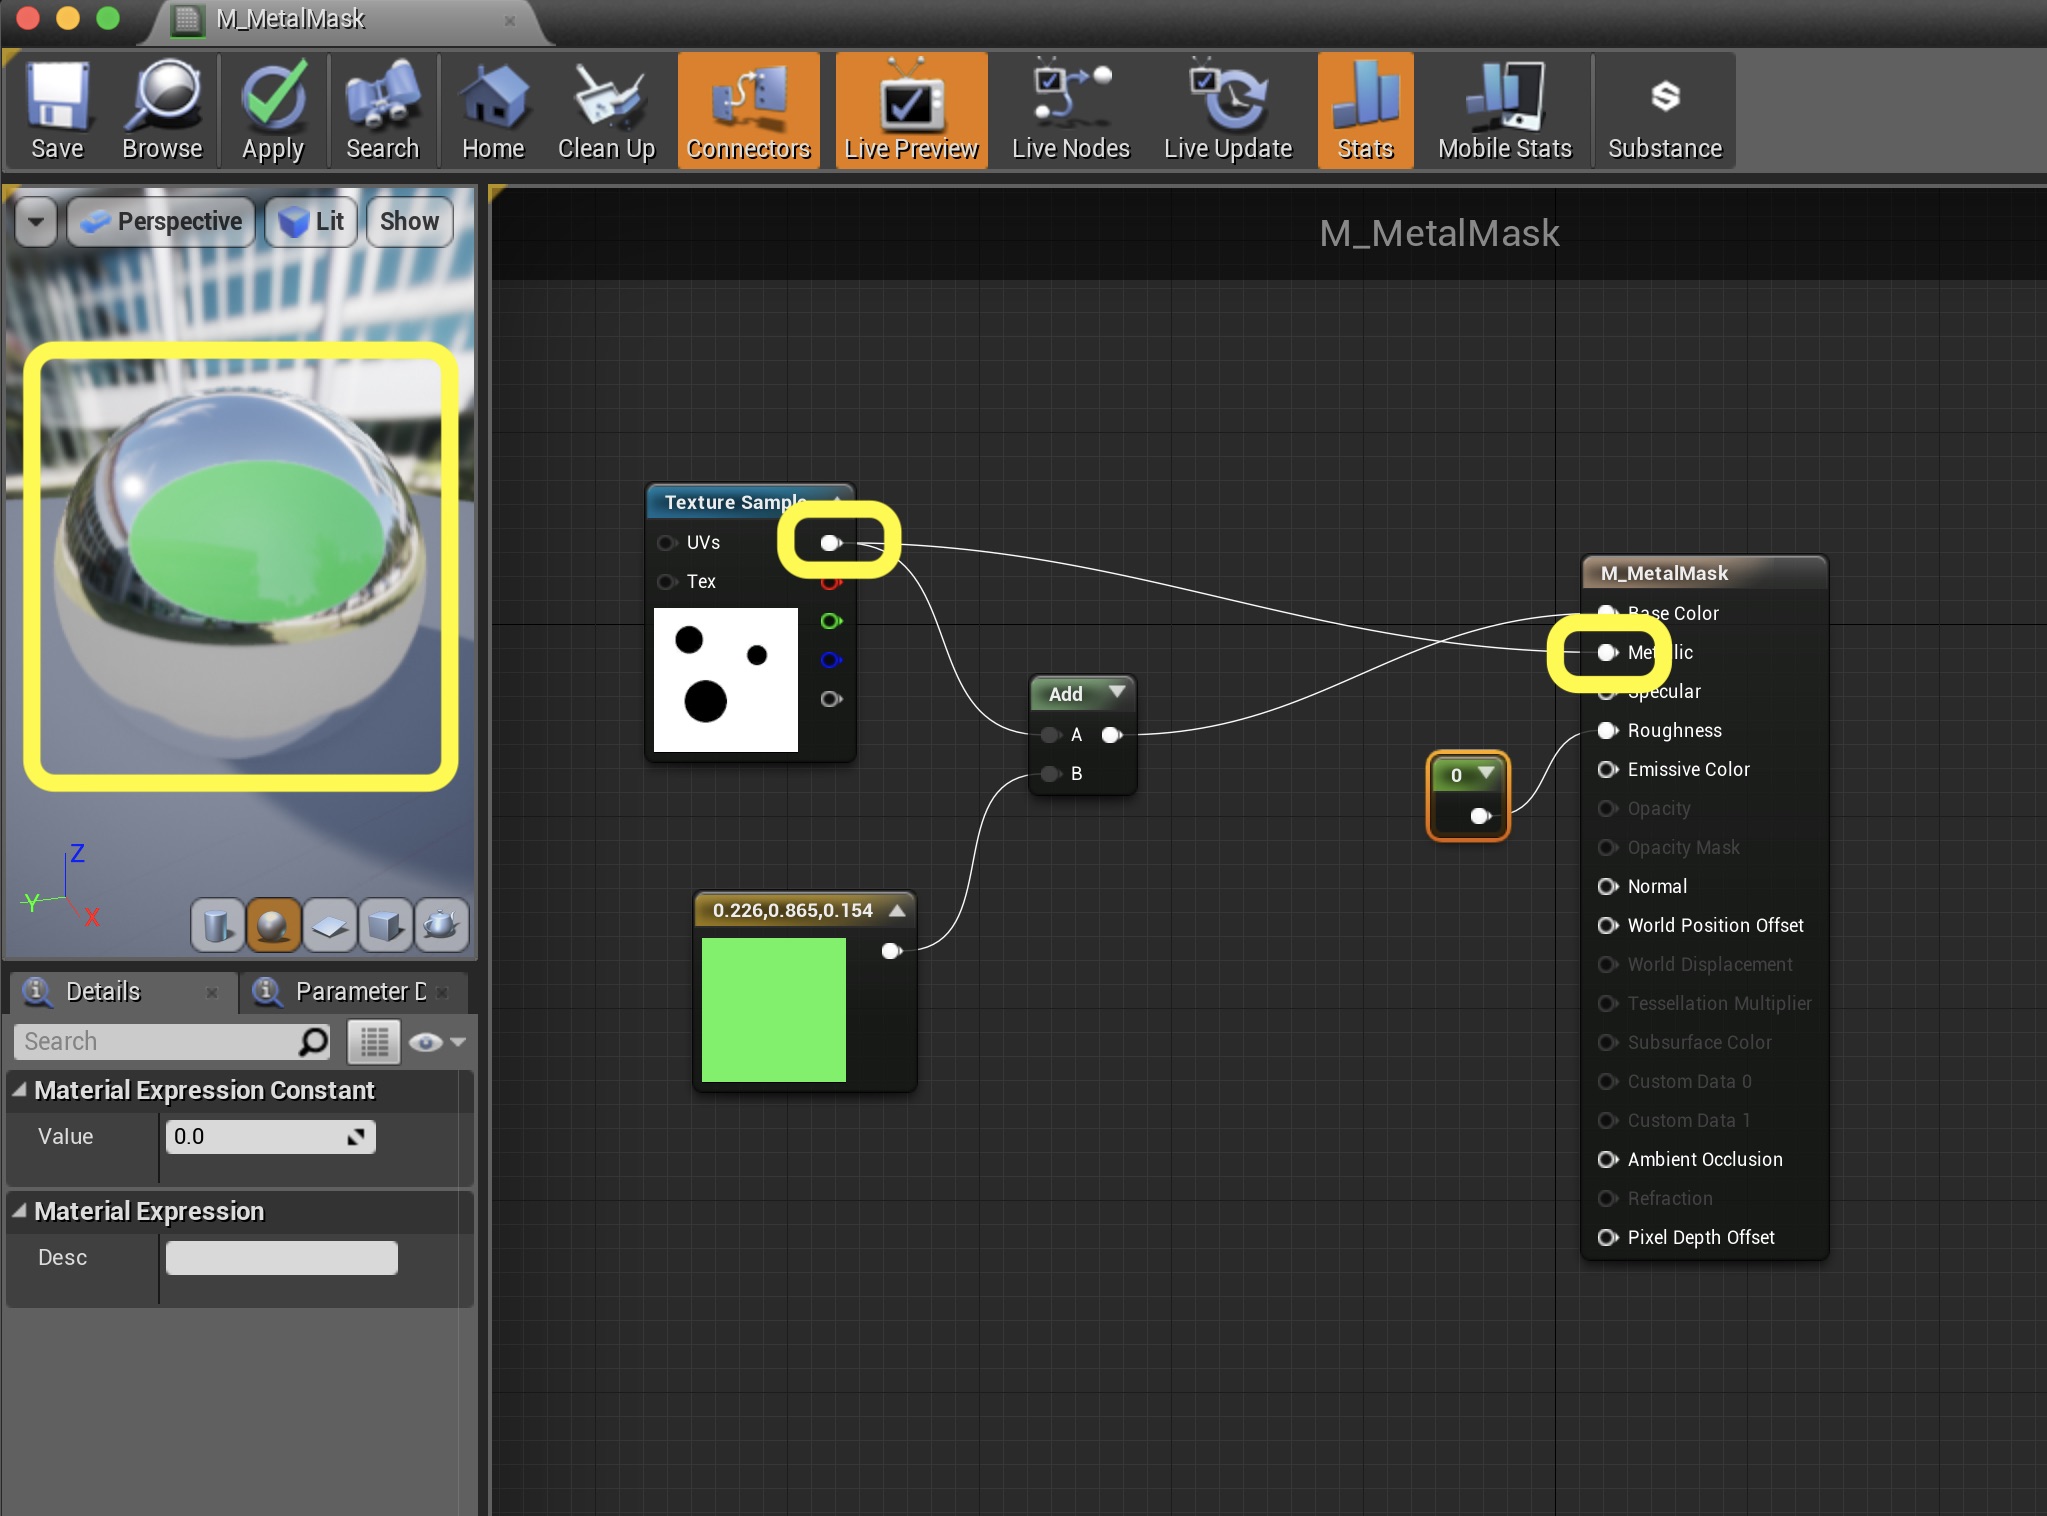 M_MetalMask
Save
Browse
Apply
Search
Home
Clean Up
Connectors
Live Preview
Live Nodes
Live Update
Stats
Mobile Stats
Substance
Perspective
Lit
Show
M_MetalMask
Texture Sample
UVs
Tex
Add
A
B
0.226,0.865,0.154
0
M_MetalMask
Base Color
Metallic
Specular
Roughness
Emissive Color
Opacity
Opacity Mask
Normal
World Position Offset
World Displacement
Tessellation Multiplier
Subsurface Color
Custom Data 0
Custom Data 1
Ambient Occlusion
Refraction
Pixel Depth Offset
Z
Y
X
Details
Parameter D
Search
Material Expression Constant
Value
0.0
Material Expression
Desc